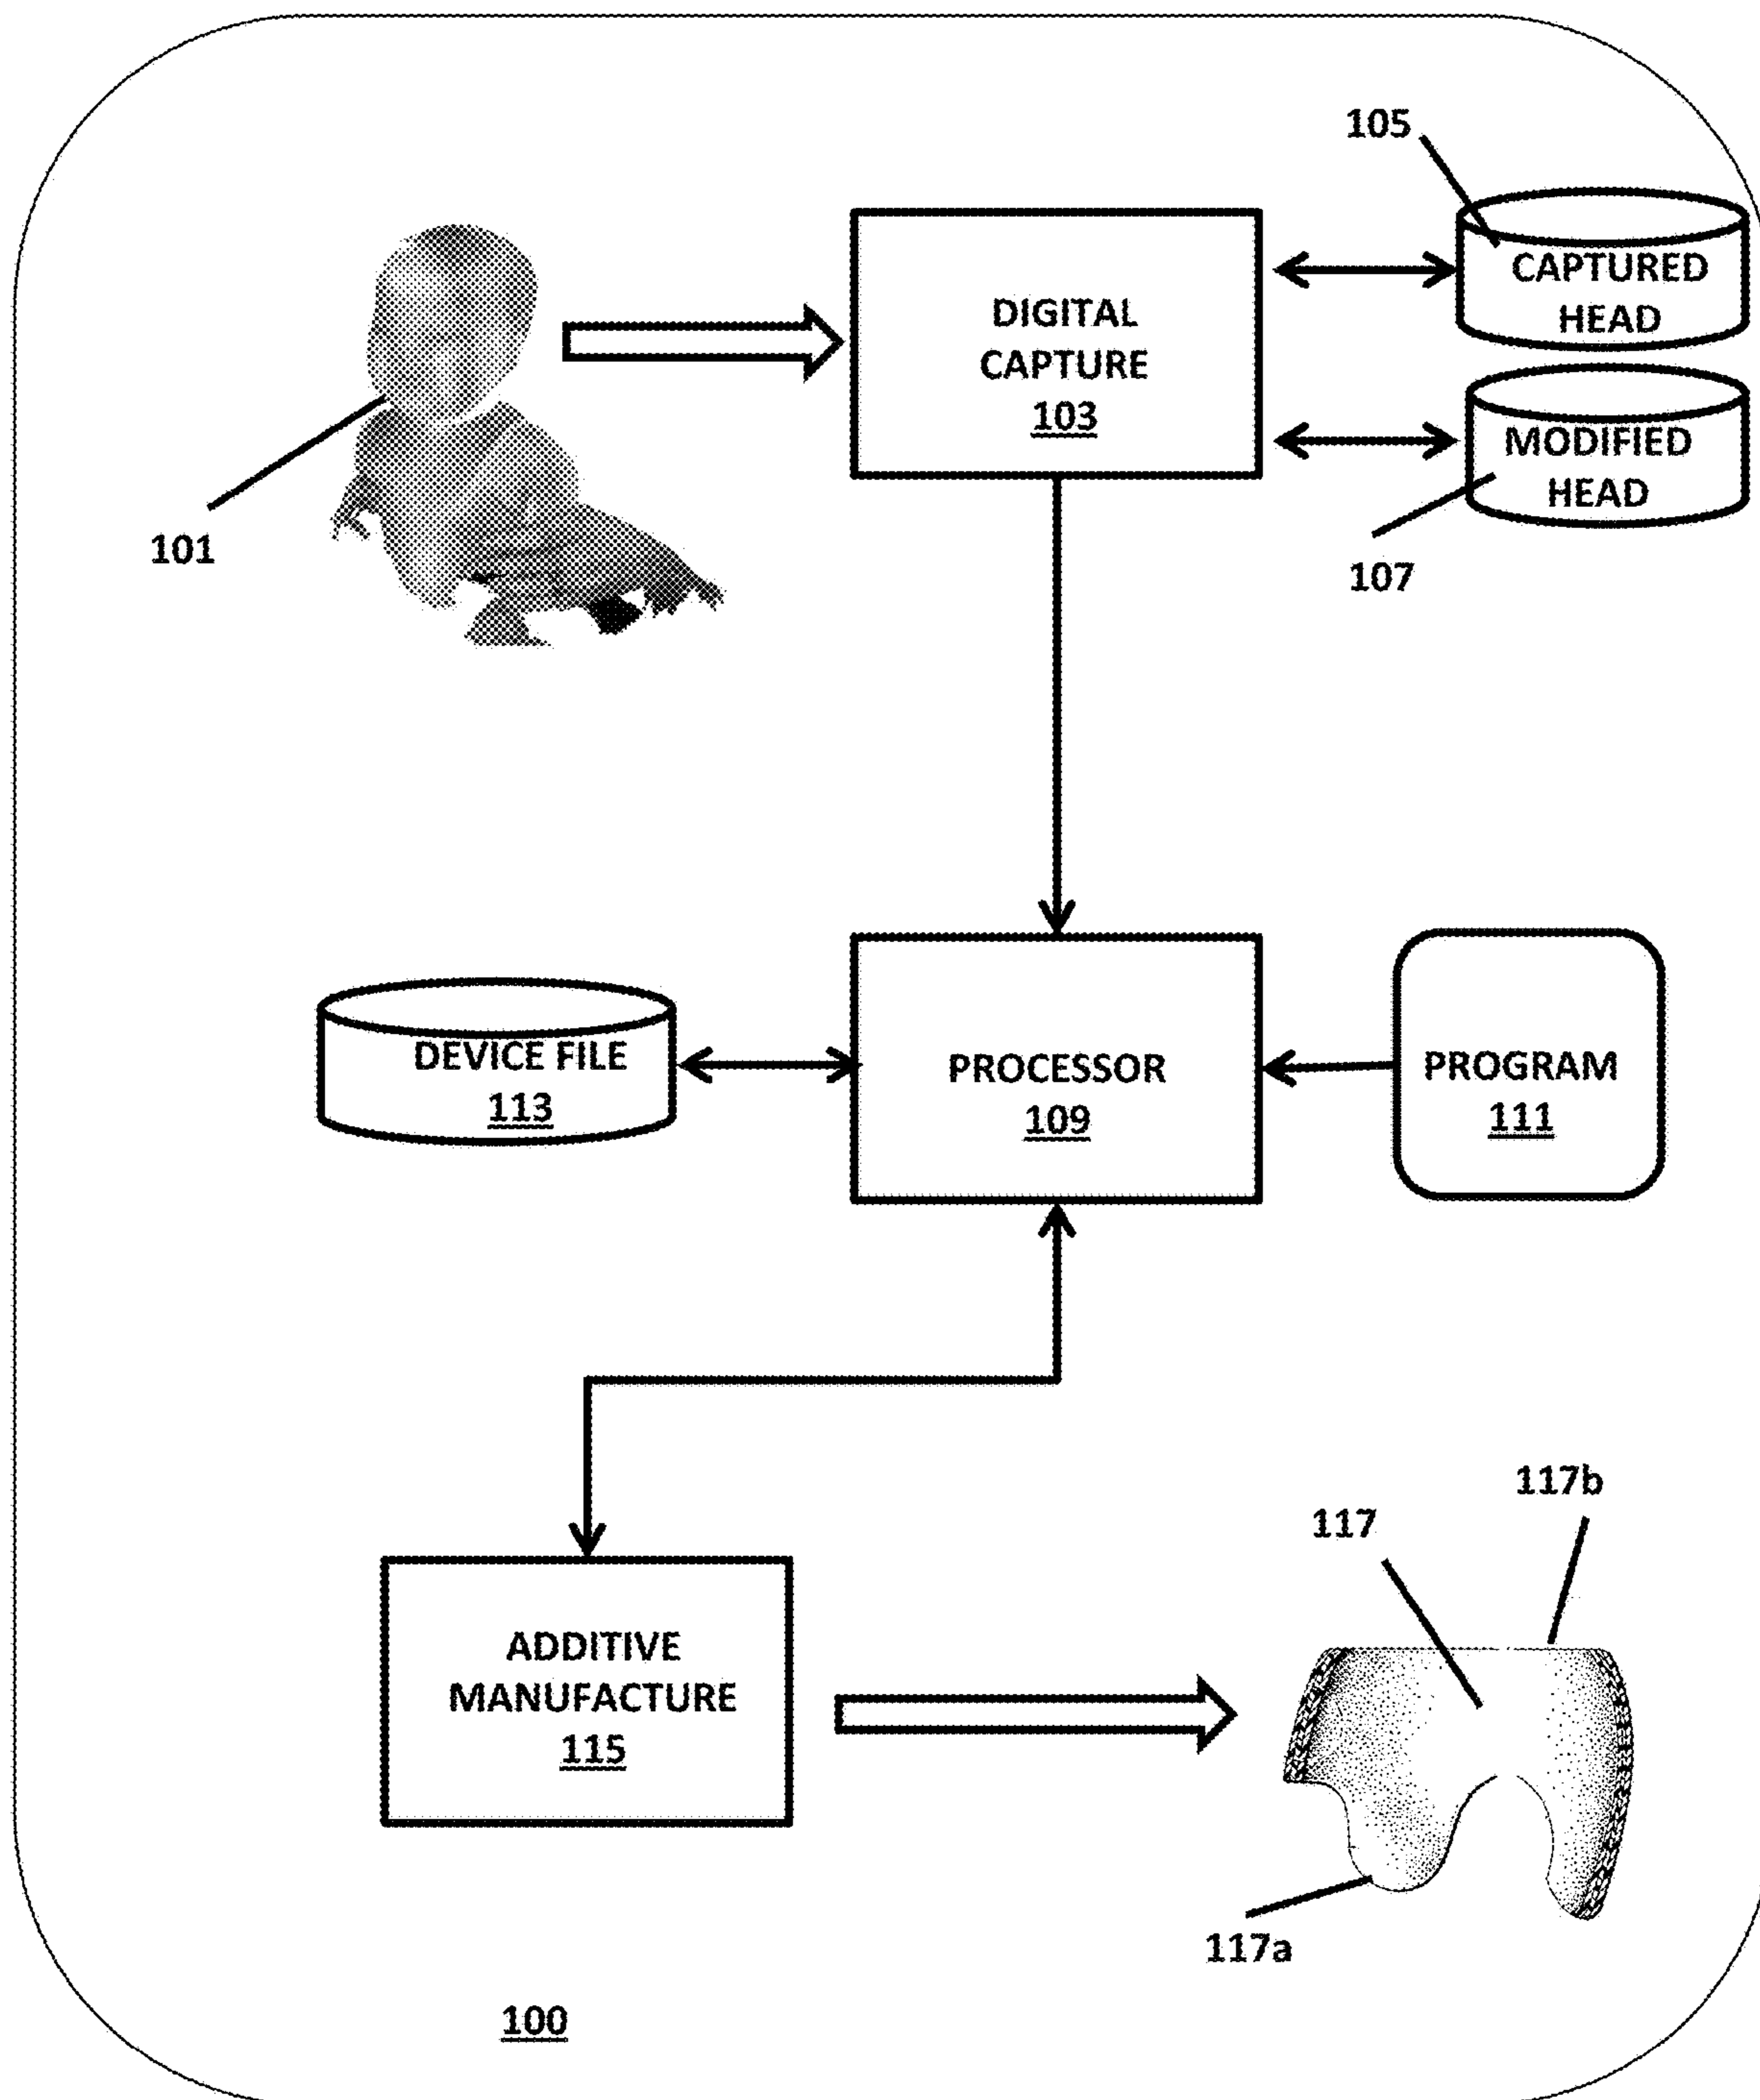 105
CAPTURED
HEAD
DIGITAL
CAPTURE
103
MODIFIED
HEAD
101
107
DEVICE FILE
113
PROCESSOR
109
PROGRAM
111
117b
117
ADDITIVE
MANUFACTURE
115
117a
100